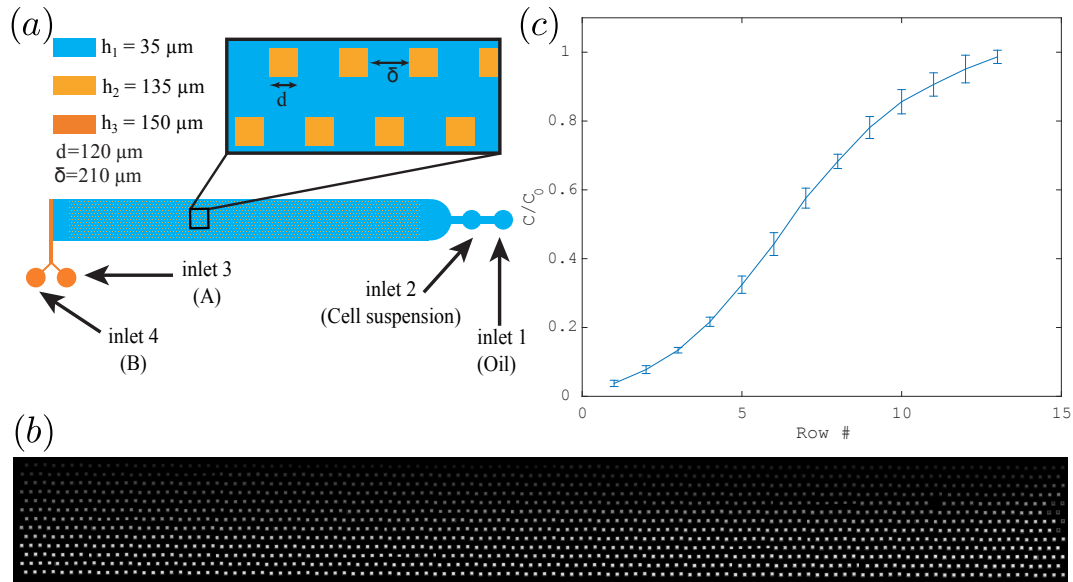 (a)
h₁ = 35 µm
h₂ = 135 µm
h₃ = 150 µm
d=120 µm
δ=210 µm
δ
d
inlet 3
(A)
inlet 4
(B)
inlet 2
(Cell suspension)
inlet 1
(Oil)
(c)
1
0.8
0.6
0.4
0.2
0
C/C₀
0
5
10
15
Row #
(b)